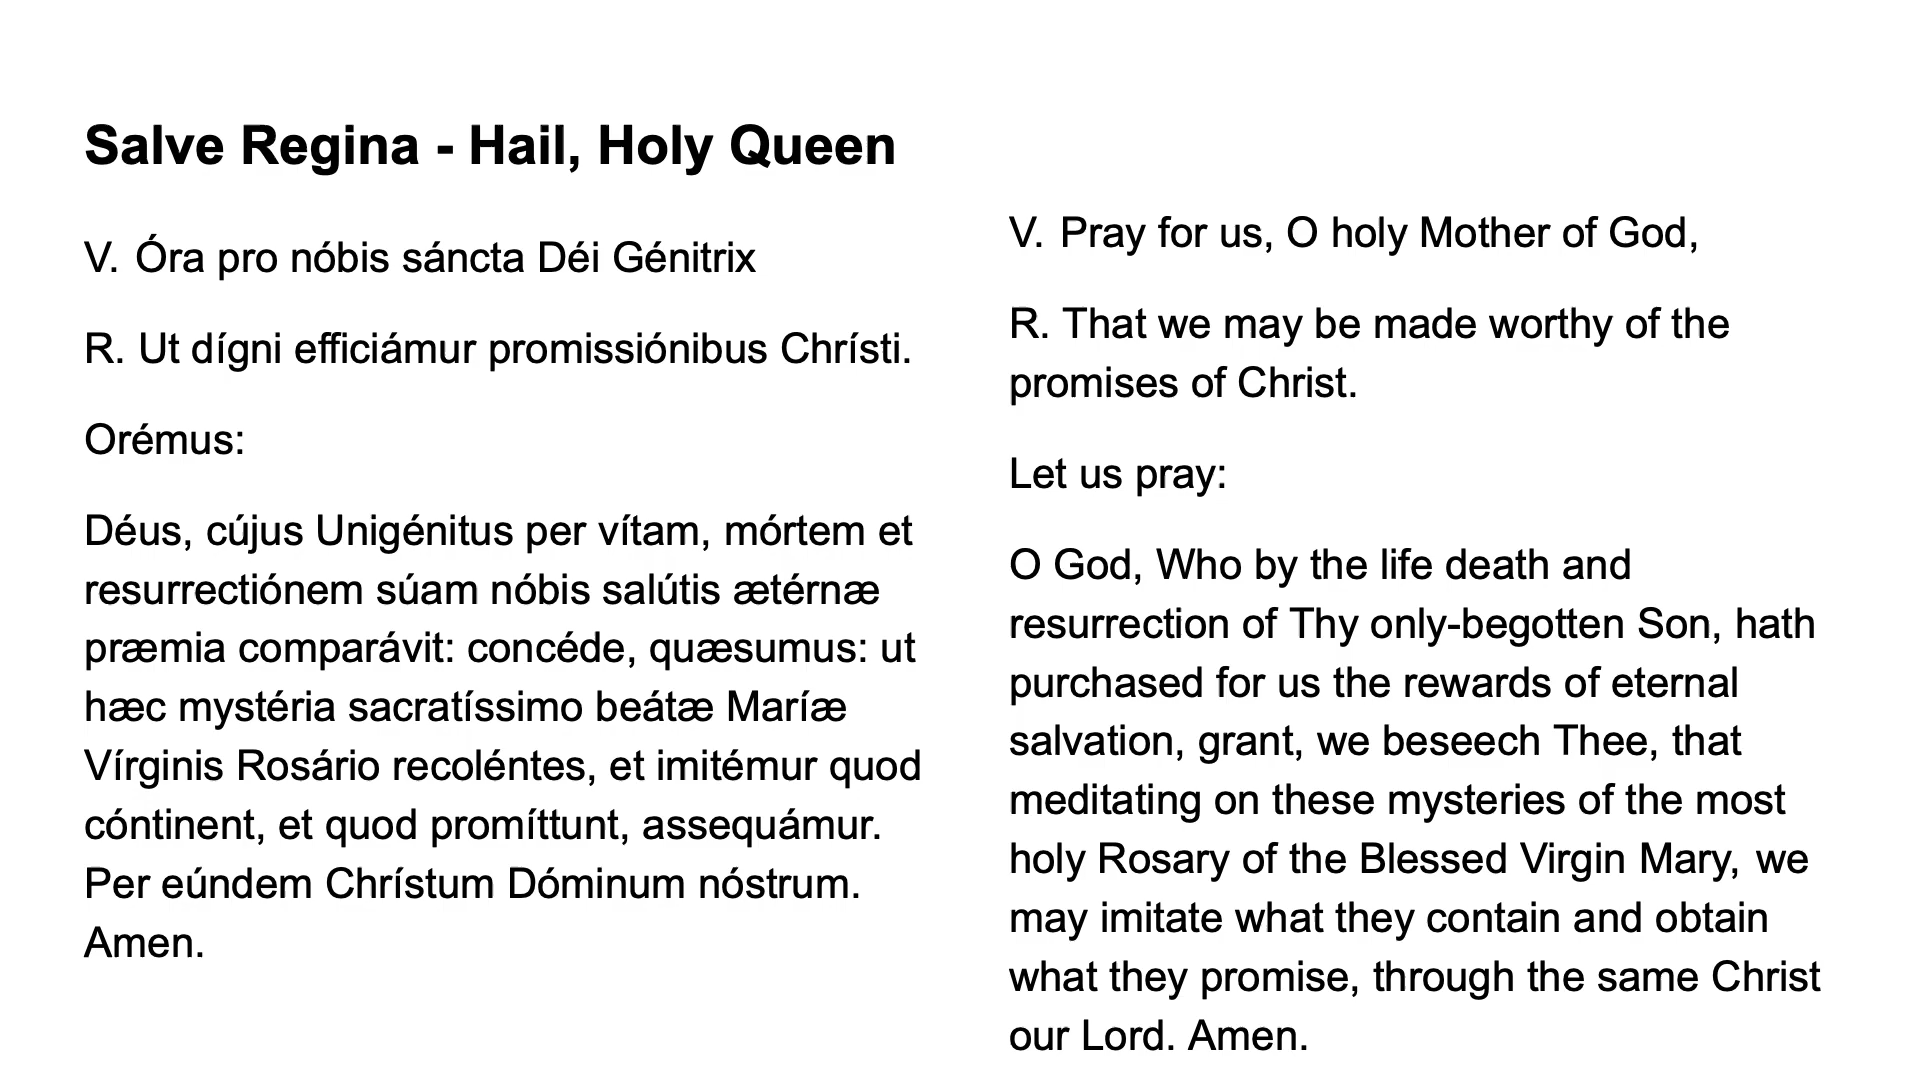 Salve Regina - Hail, Holy Queen
V. Óra pro nóbis sáncta Déi Génitrix
R. Ut dígni efficiámur promissiónibus Chrísti.
Orémus:
Déus, cújus Unigénitus per vítam, mórtem et
resurrectiónem súam nóbis salútis ætérnæ
præmia comparávit: concéde, quæsumus: ut
hæc mystéria sacratíssimo beátæ Maríæ
Vírginis Rosário recoléntes, et imitémur quod
cóntinent, et quod promíttunt, assequámur.
Per eúndem Chrístum Dóminum nóstrum.
Amen.
V. Pray for us, O holy Mother of God,
R. That we may be made worthy of the
promises of Christ.
Let us pray:
O God, Who by the life death and
resurrection of Thy only-begotten Son, hath
purchased for us the rewards of eternal
salvation, grant, we beseech Thee, that
meditating on these mysteries of the most
holy Rosary of the Blessed Virgin Mary, we
may imitate what they contain and obtain
what they promise, through the same Christ
our Lord. Amen.